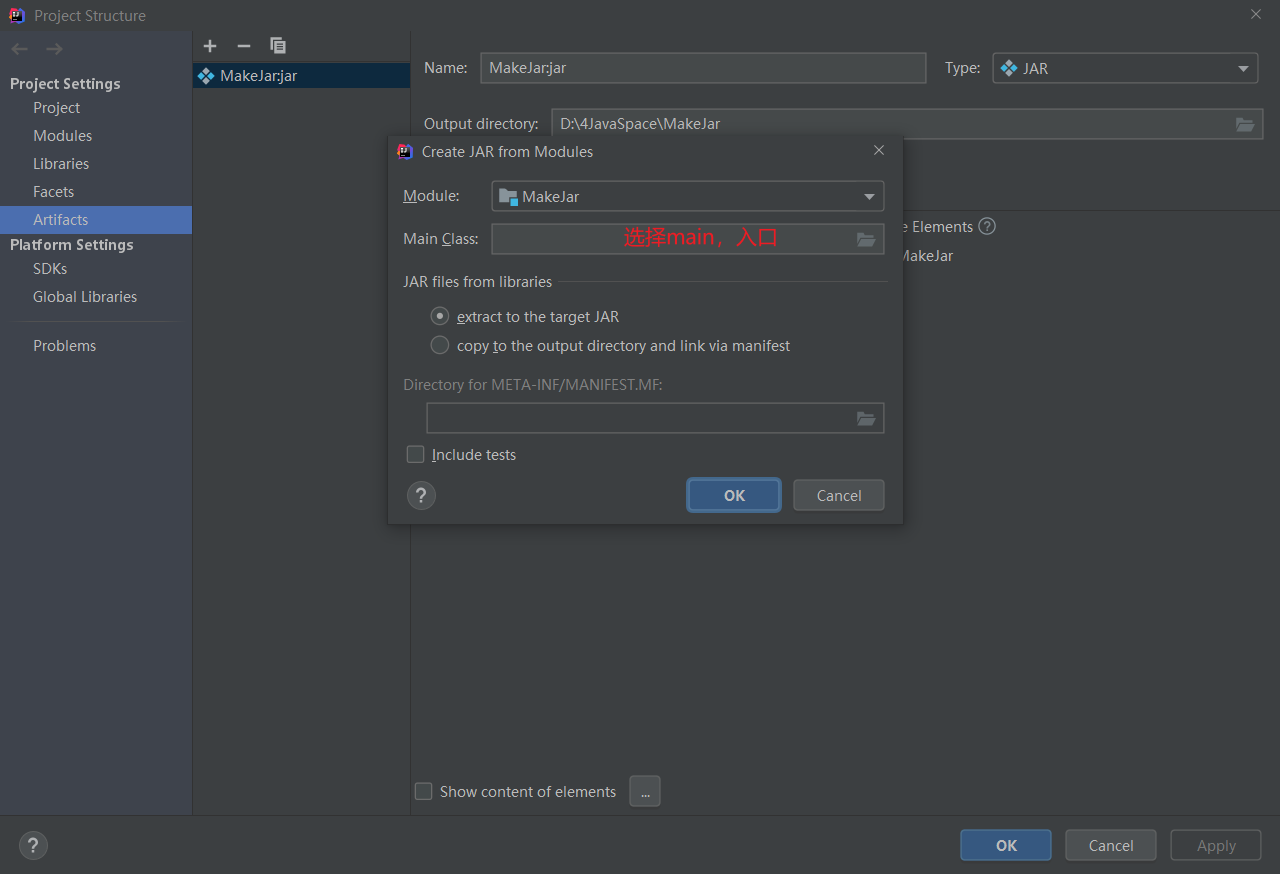 Project Structure
Project Settings
Project
Modules
Libraries
Facets
Artifacts
Platform Settings
SDKs
Global Libraries
Problems
MakeJar:jar
Name: MakeJar:jar Type: JAR
Output directory: D:\4JavaSpace\MakeJar
Create JAR from Modules
Module: MakeJar
Main Class: 选择main，入口
JAR files from libraries
extract to the target JAR
copy to the output directory and link via manifest
Directory for META-INF/MANIFEST.MF:
Include tests
? OK Cancel
e Elements ?
MakeJar
Show content of elements ...
? OK Cancel Apply